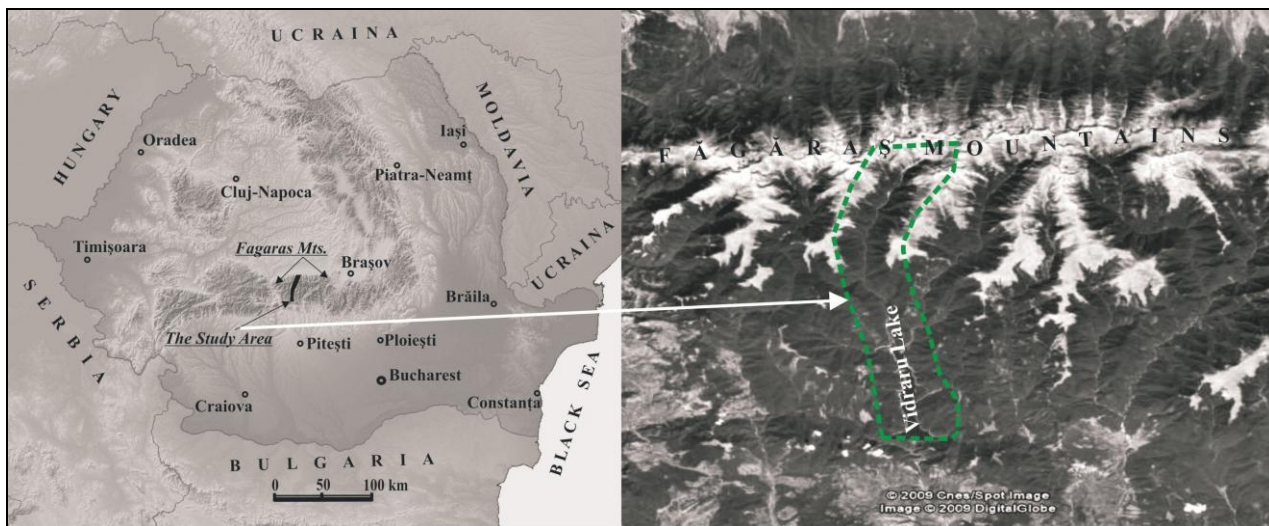 UCRAINA
HUNGARY
MOLDAVIA
Oradea
Iași
Cluj-Napoca
Piatra-Neamț
Timișoara
Fagaras Mts.
Brașov
UCRAINA
SERBIA
Brăila
The Study Area
Pitești
Ploiești
Bucharest
Craiova
Constanța
BLACK SEA
BULGARIA
0 50 100 km
FĂGĂRAŞ MOUNTAINS
Vidraru Lake
© 2009 Cnes/Spot Image
Image © 2009 DigitalGlobe